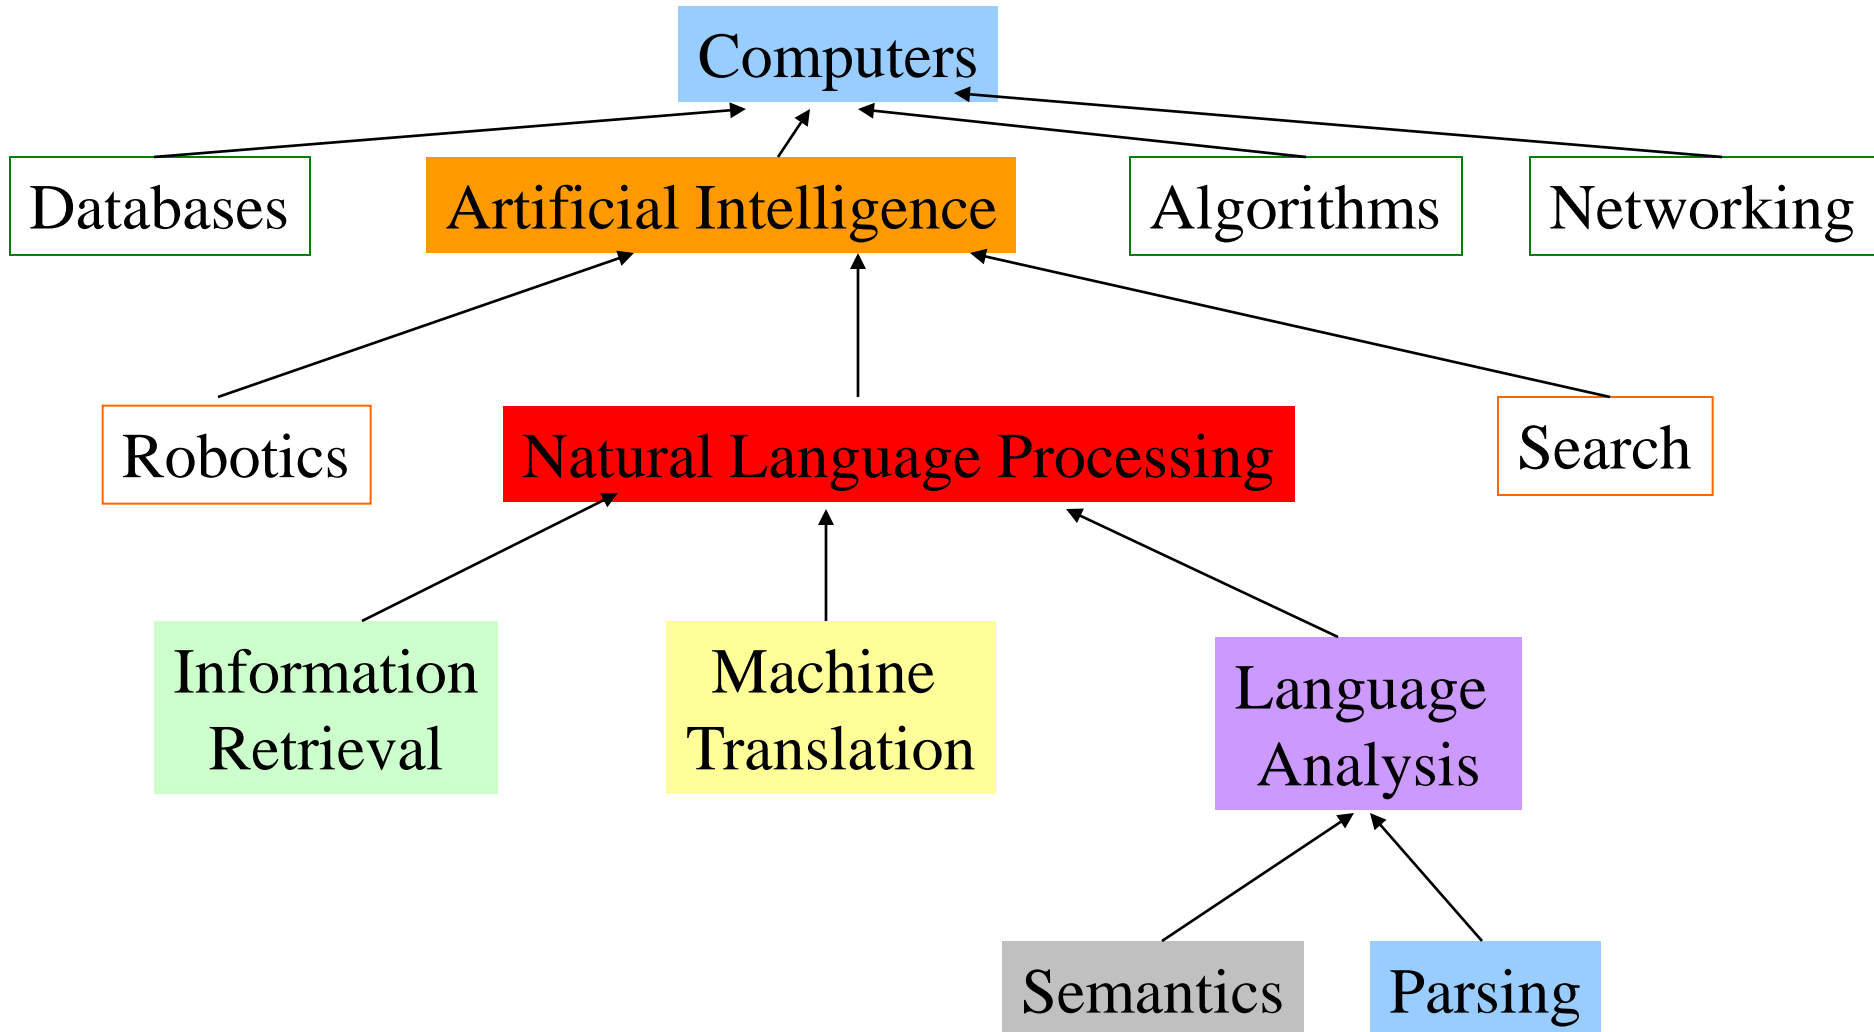 Computers
Databases
Artificial Intelligence
Algorithms
Networking
Robotics
Natural Language Processing
Search
Information
Retrieval
Machine
Translation
Language
Analysis
Semantics
Parsing